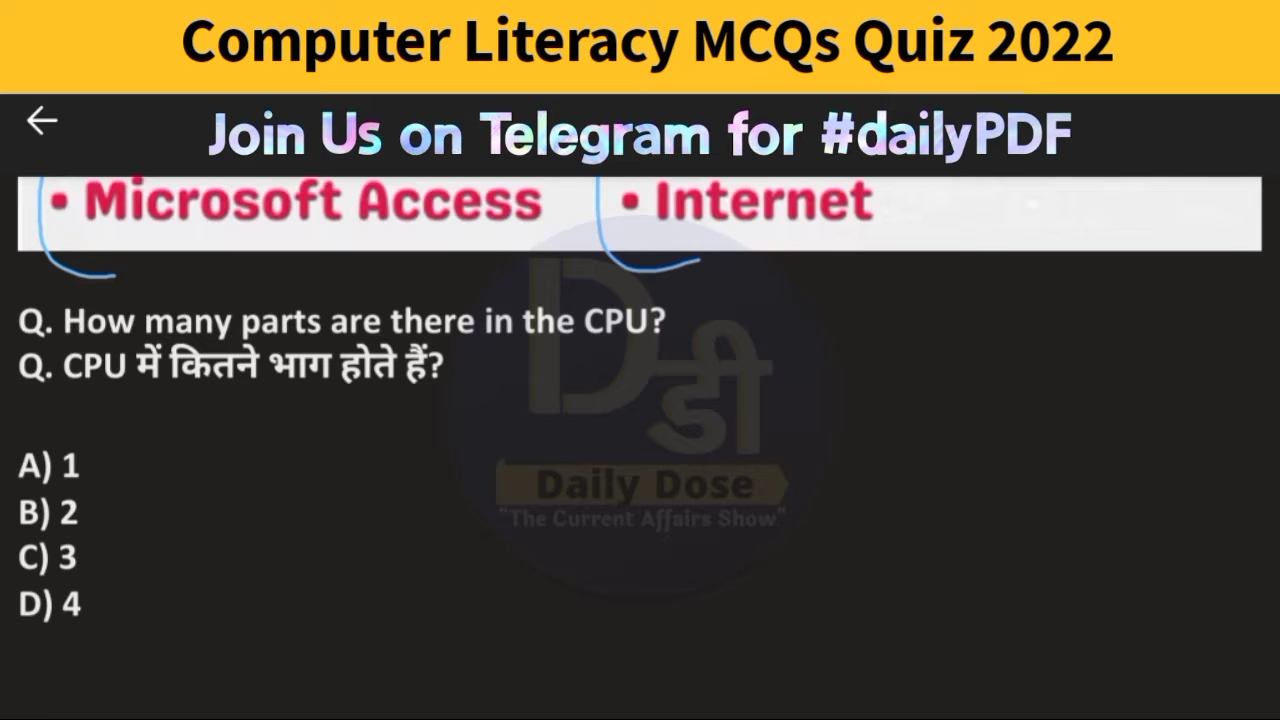 Computer Literacy MCQs Quiz 2022
Join Us on Telegram for #dailyPDF
• Microsoft Access • Internet
Q. How many parts are there in the CPU?
Q. CPU में कितने भाग होते हैं?
A) 1
B) 2
C) 3
D) 4
Dडी
Daily Dose
"The Current Affairs Show"